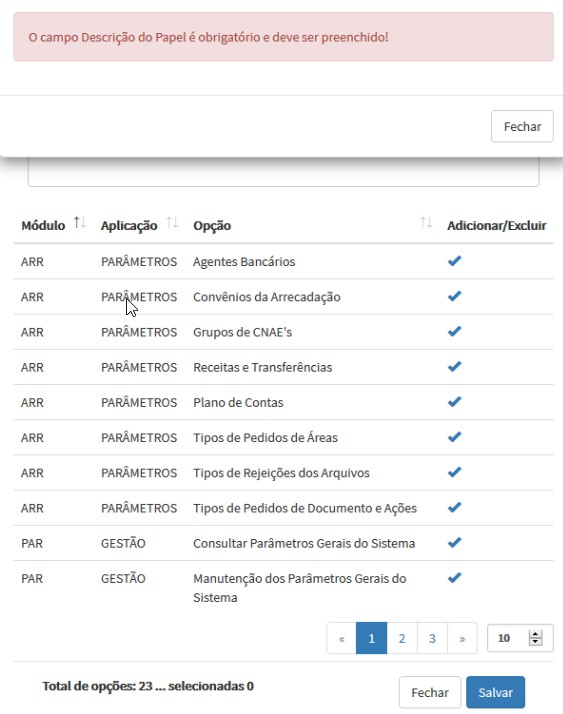 O campo Descrição do Papel é obrigatório e deve ser preenchido!
Fechar
Módulo Aplicação Opção Adicionar/Excluir
ARR PARÂMETROS Agentes Bancários
ARR PARÂMETROS Convênios da Arrecadação
ARR PARÂMETROS Grupos de CNAE's
ARR PARÂMETROS Receitas e Transferências
ARR PARÂMETROS Plano de Contas
ARR PARÂMETROS Tipos de Pedidos de Áreas
ARR PARÂMETROS Tipos de Rejeições dos Arquivos
ARR PARÂMETROS Tipos de Pedidos de Documento e Ações
PAR GESTÃO Consultar Parâmetros Gerais do Sistema
PAR GESTÃO Manutenção dos Parâmetros Gerais do
Sistema
« 1 2 3 » 10
Total de opções: 23 ... selecionadas 0
Fechar Salvar